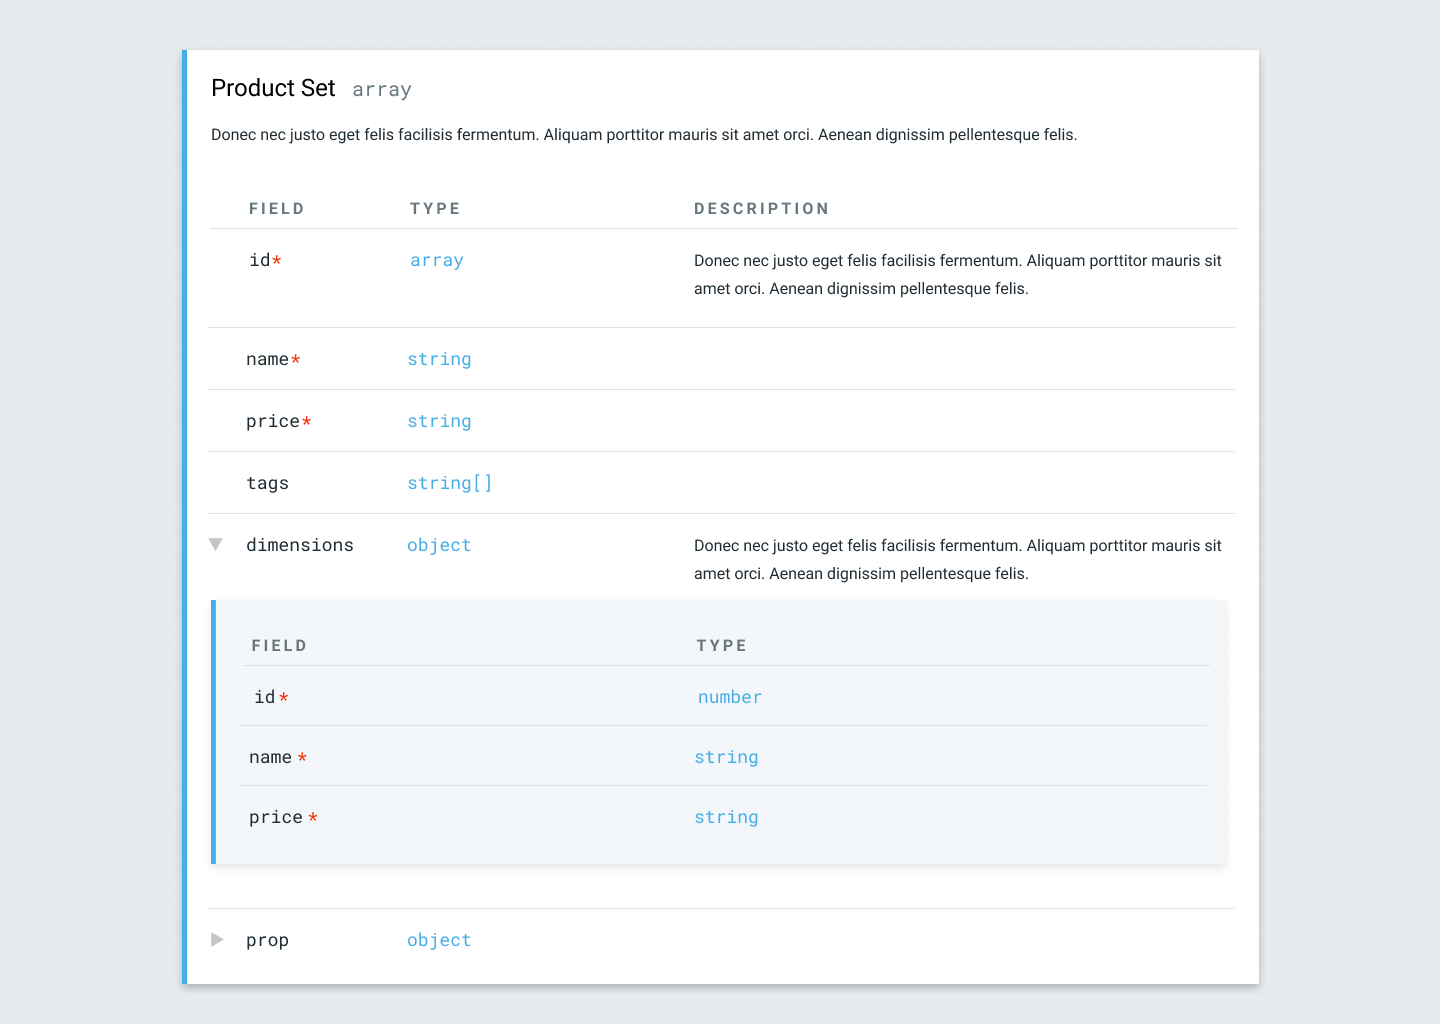 Product Set array
Donec nec justo eget felis facilisis fermentum. Aliquam porttitor mauris sit amet orci. Aenean dignissim pellentesque felis.
FIELD TYPE DESCRIPTION
id* array Donec nec justo eget felis facilisis fermentum. Aliquam porttitor mauris sit
amet orci. Aenean dignissim pellentesque felis.
name* string
price* string
tags string[]
dimensions object Donec nec justo eget felis facilisis fermentum. Aliquam porttitor mauris sit
amet orci. Aenean dignissim pellentesque felis.
FIELD TYPE
id* number
name * string
price * string
prop object